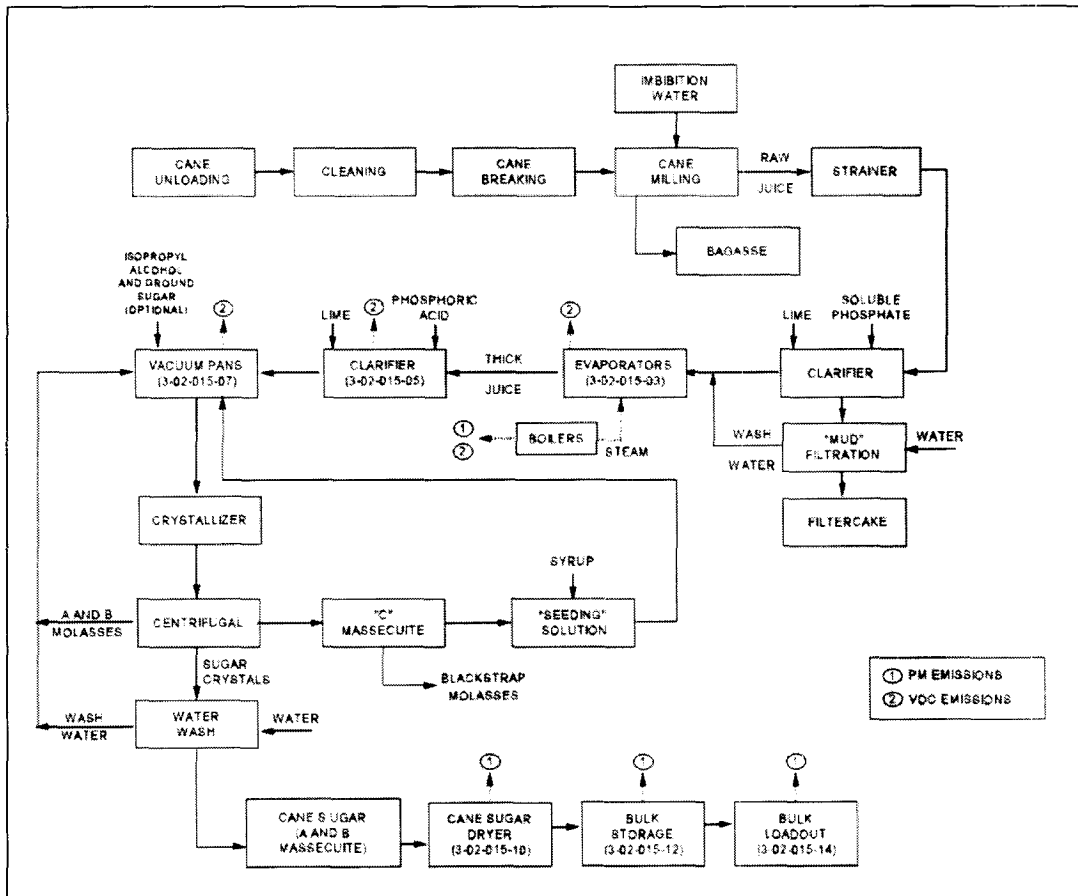 IMBIBITION
WATER
CANE
UNLOADING
CLEANING
CANE
BREAKING
CANE
MILLING
RAW
JUICE
STRAINER
BAGASSE
ISOPROPYL
ALCOHOL
AND GROUND
SUGAR
(OPTIONAL)
2
LIME
2
PHOSPHORIC
ACID
2
LIME
SOLUBLE
PHOSPHATE
VACUUM PANS
(3-02-015-07)
CLARIFIER
(3-02-015-05)
THICK
JUICE
EVAPORATORS
(3-02-015-03)
CLARIFIER
1
2
BOILERS
STEAM
WASH
WATER
"MUD"
FILTRATION
WATER
FILTERCAKE
CRYSTALLIZER
SYRUP
A AND B
MOLASSES
CENTRIFUGAL
"C"
MASSECUITE
"SEEDING"
SOLUTION
SUGAR
CRYSTALS
BLACKSTRAP
MOLASSES
WASH
WATER
WATER
WASH
WATER
1 PM EMISSIONS
2 VOC EMISSIONS
1
1
1
CANE SUGAR
(A AND B
MASSECUITE)
CANE SUGAR
DRYER
(3-02-015-10)
BULK
STORAGE
(3-02-015-12)
BULK
LOADOUT
(3-02-015-14)